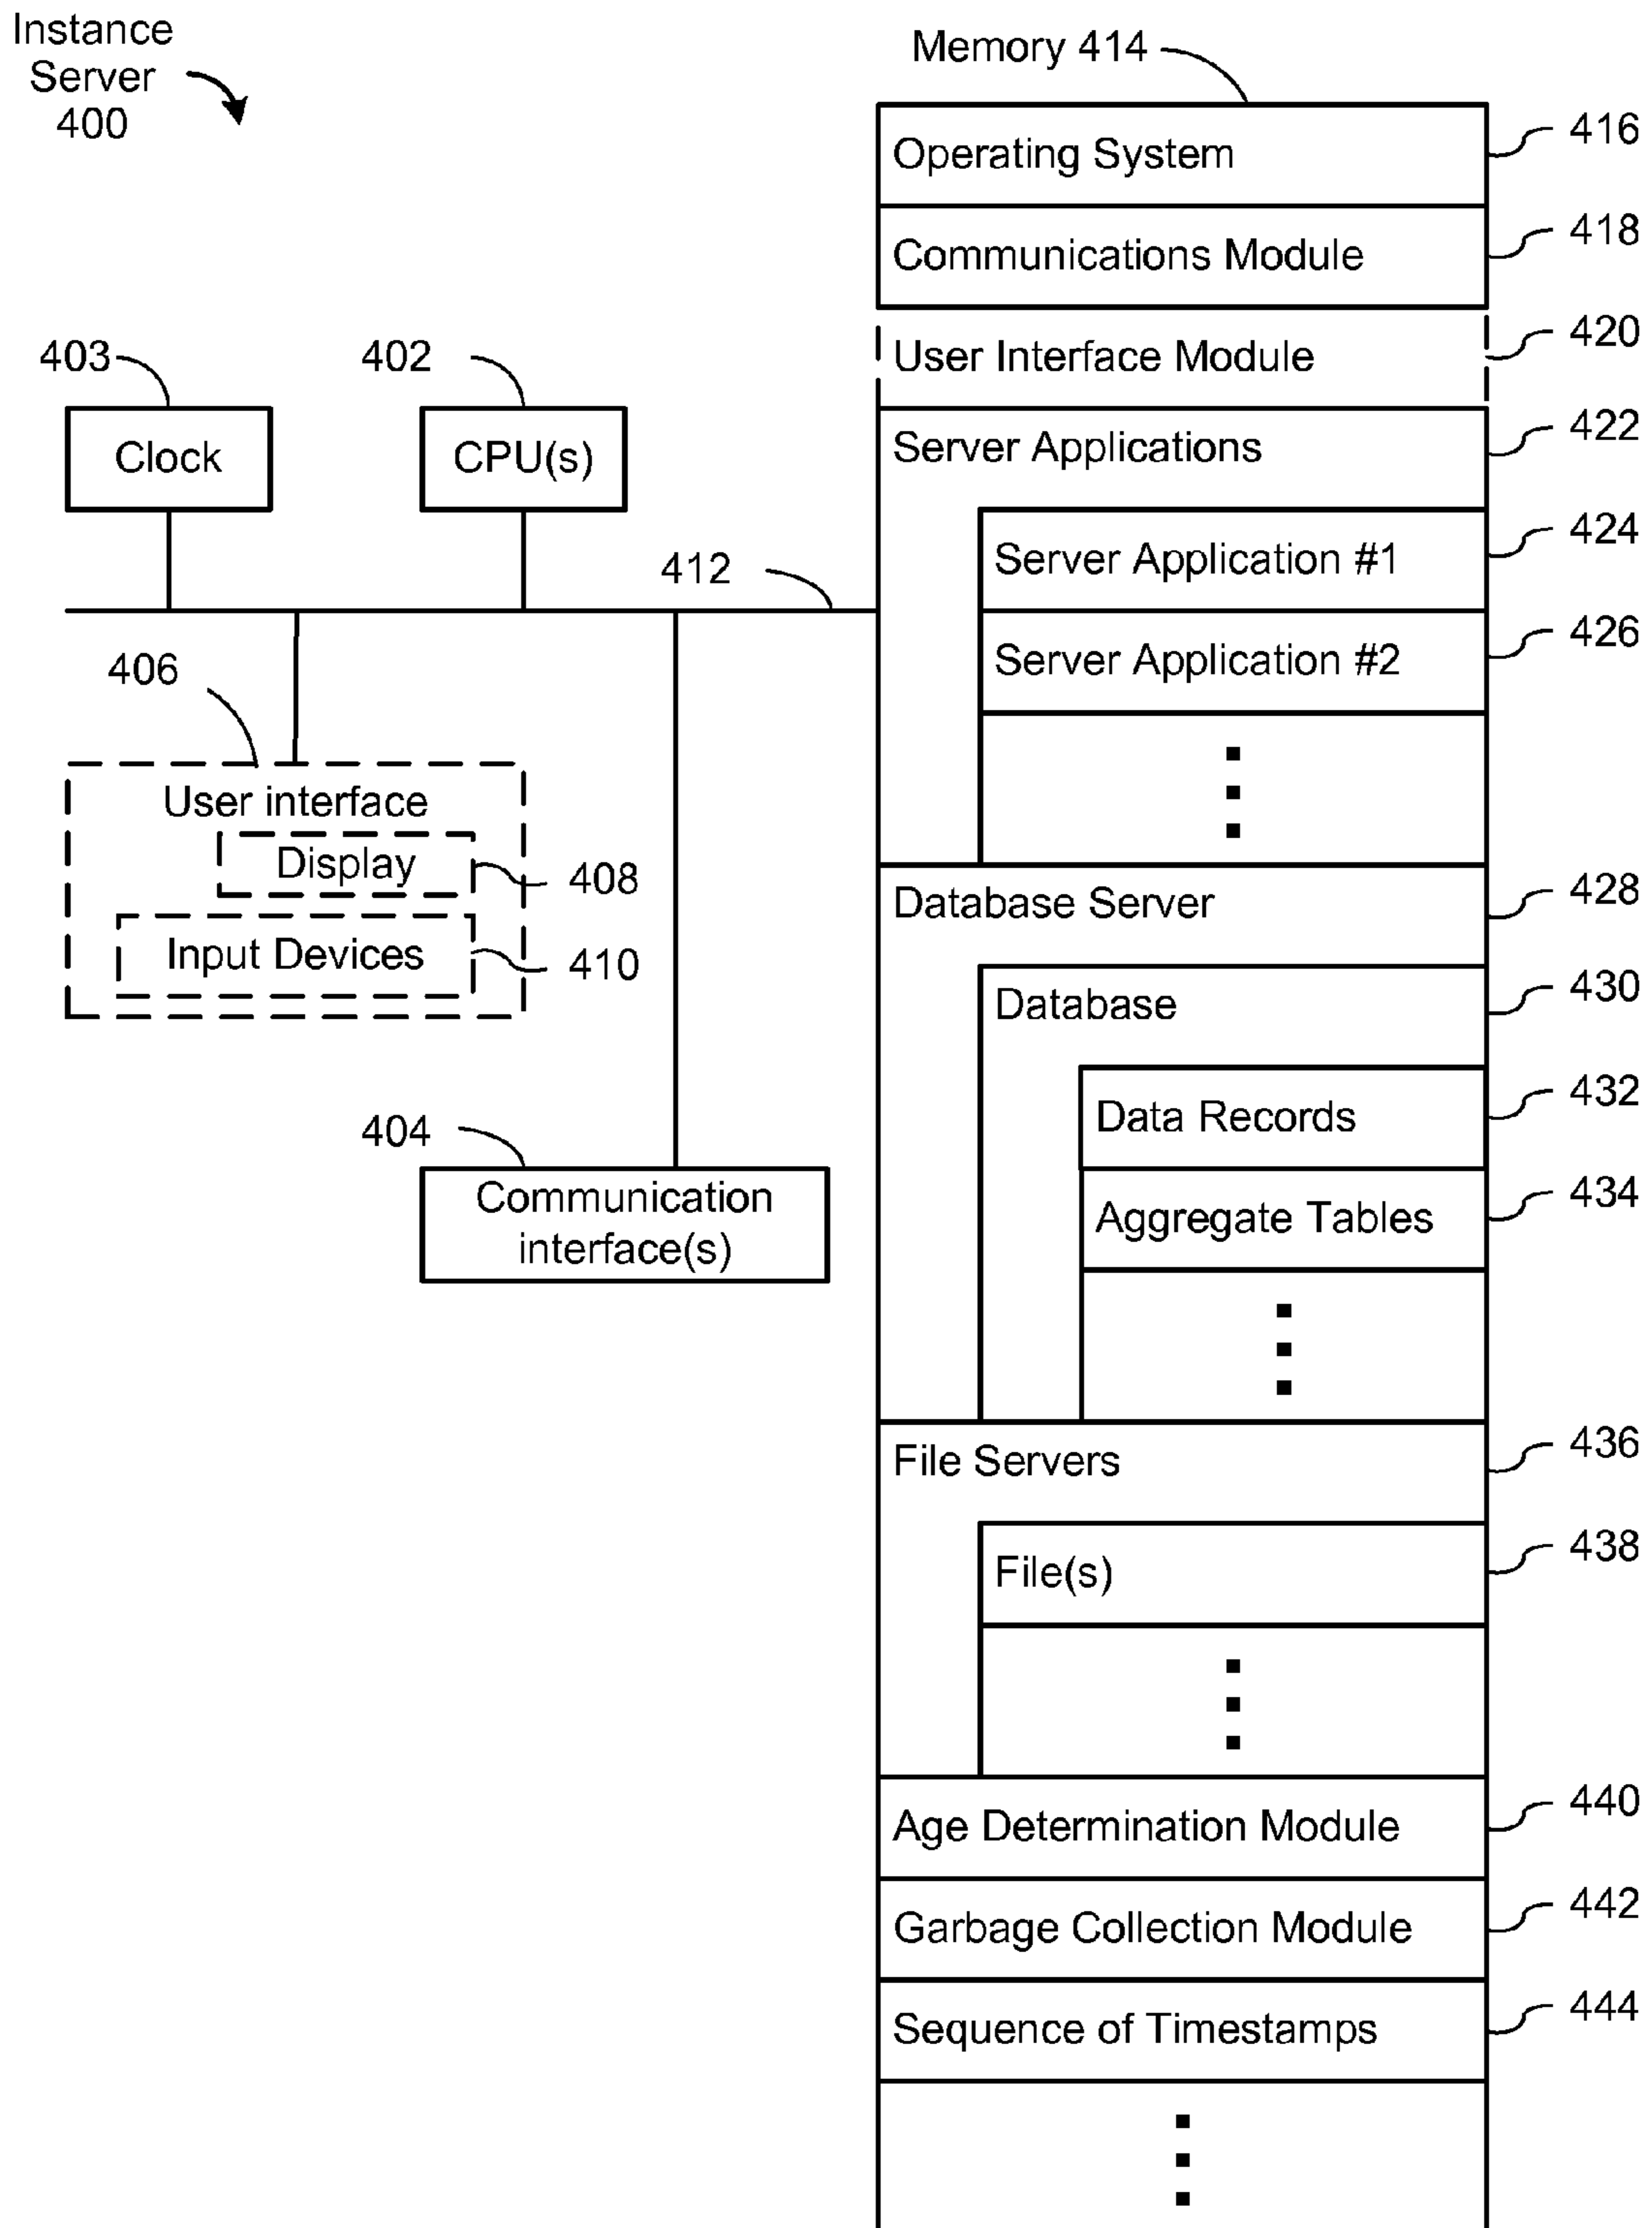 Instance
Server
400
Memory 414
Operating System
416
Communications Module
418
User Interface Module
420
403
402
Clock
CPU(s)
Server Applications
422
Server Application #1
424
412
Server Application #2
426
406
User interface
Display
408
Input Devices
410
Database Server
428
Database
430
Data Records
432
404
Communication
interface(s)
Aggregate Tables
434
File Servers
436
File(s)
438
Age Determination Module
440
Garbage Collection Module
442
Sequence of Timestamps
444